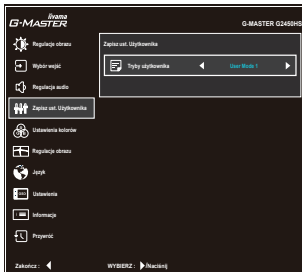 iiyama
G-MASTER
G-MASTER G2450HS
Regulacje obrazu
Zapisz ust. Użytkownika
Wybór wejść
Tryby użytkownika
User Mode 1
Regulacja audio
Zapisz ust. Użytkownika
Ustawienia kolorów
Regulacje obrazu
Język
OSD
Ustawienia
Informacje
Przywróć
Zakończ :
WYBIERZ : /Naciśnij